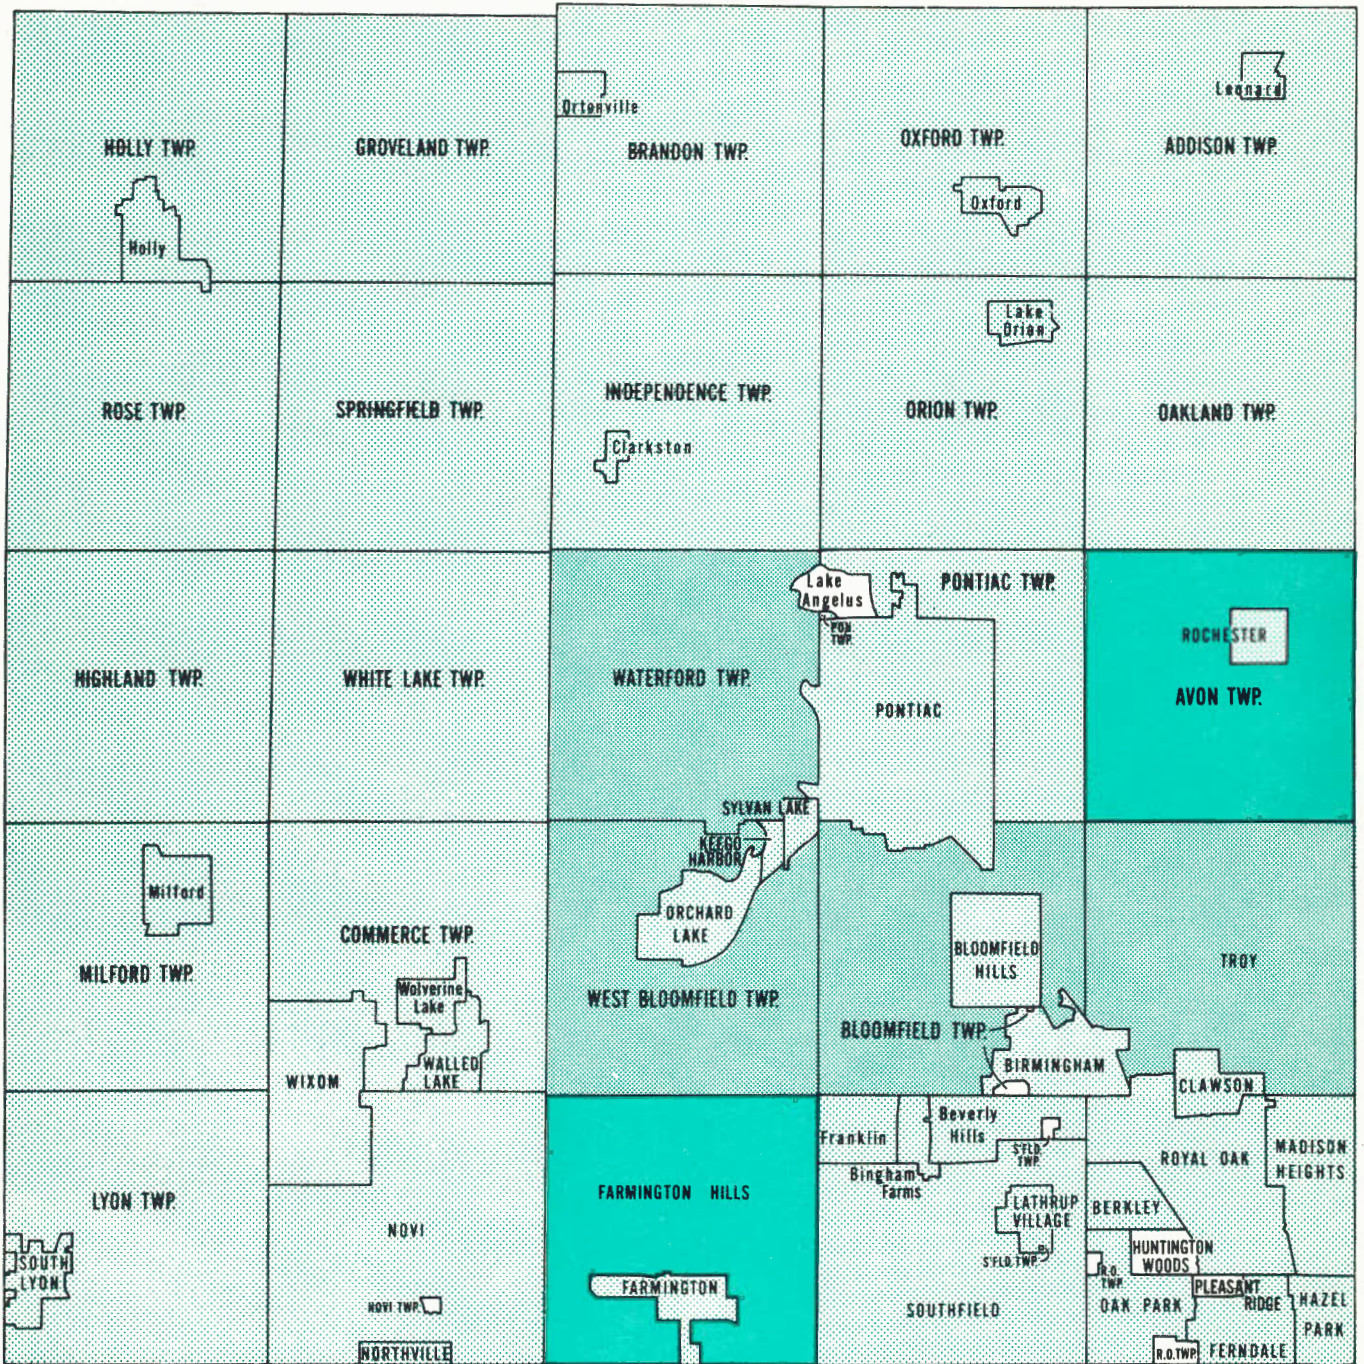 Ortonville
Leonard
HOLLY TWP.
GROVELAND TWP.
BRANDON TWP.
OXFORD TWP.
ADDISON TWP.
Oxford
Holly
Lake
Orion
ROSE TWP.
SPRINGFIELD TWP.
INDEPENDENCE TWP.
ORION TWP.
OAKLAND TWP.
Clarkston
Lake
Angelus
PONTIAC TWP.
PON.
TWP.
ROCHESTER
HIGHLAND TWP.
WHITE LAKE TWP.
WATERFORD TWP.
PONTIAC
AVON TWP.
SYLVAN LAKE
KEEGO
HARBOR
Milford
ORCHARD
LAKE
COMMERCE TWP.
BLOOMFIELD
HILLS
TROY
MILFORD TWP.
Wolverine
Lake
WEST BLOOMFIELD TWP.
BLOOMFIELD TWP.
WALLED
LAKE
WIXOM
BIRMINGHAM
CLAWSON
Franklin
Beverly
Hills
S'FLD.
TWP.
ROYAL OAK
MADISON
HEIGHTS
Bingham
Farms
LYON TWP.
FARMINGTON HILLS
LATHRUP
VILLAGE
BERKLEY
NOVI
S'FLD. TWP.
HUNTINGTON
WOODS
SOUTH
LYON
R.O.
TWP.
FARMINGTON
PLEASANT
RIDGE
NOVI TWP.
SOUTHFIELD
OAK PARK
HAZEL
PARK
NORTHVILLE
R.O.TWP.
FERNDALE